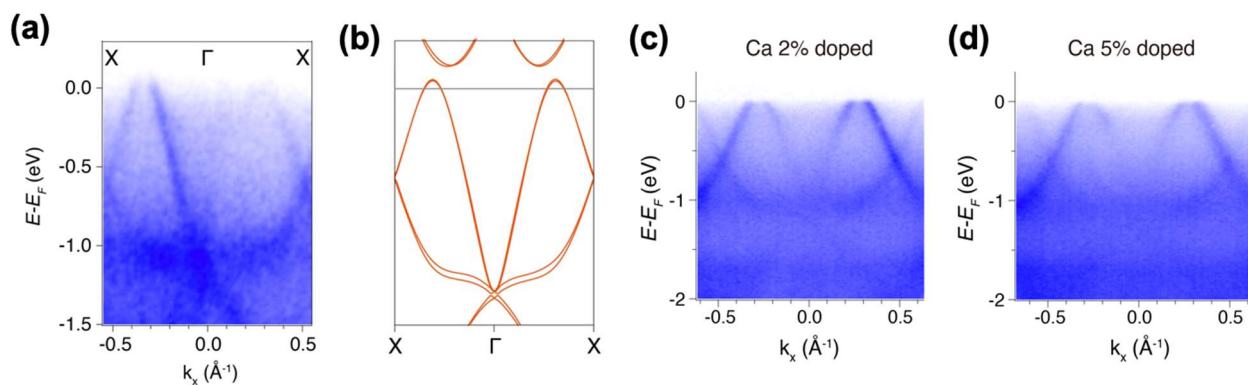 (a)
X Γ X
0.0
-0.5
-1.0
-1.5
E-E_F (eV)
-0.5 0.0 0.5
k_x (Å⁻¹)
(b)
X Γ X
(c)
Ca 2% doped
0
-1
-2
E-E_F (eV)
-0.5 0.0 0.5
k_x (Å⁻¹)
(d)
Ca 5% doped
0
-1
-2
E-E_F (eV)
-0.5 0.0 0.5
k_x (Å⁻¹)